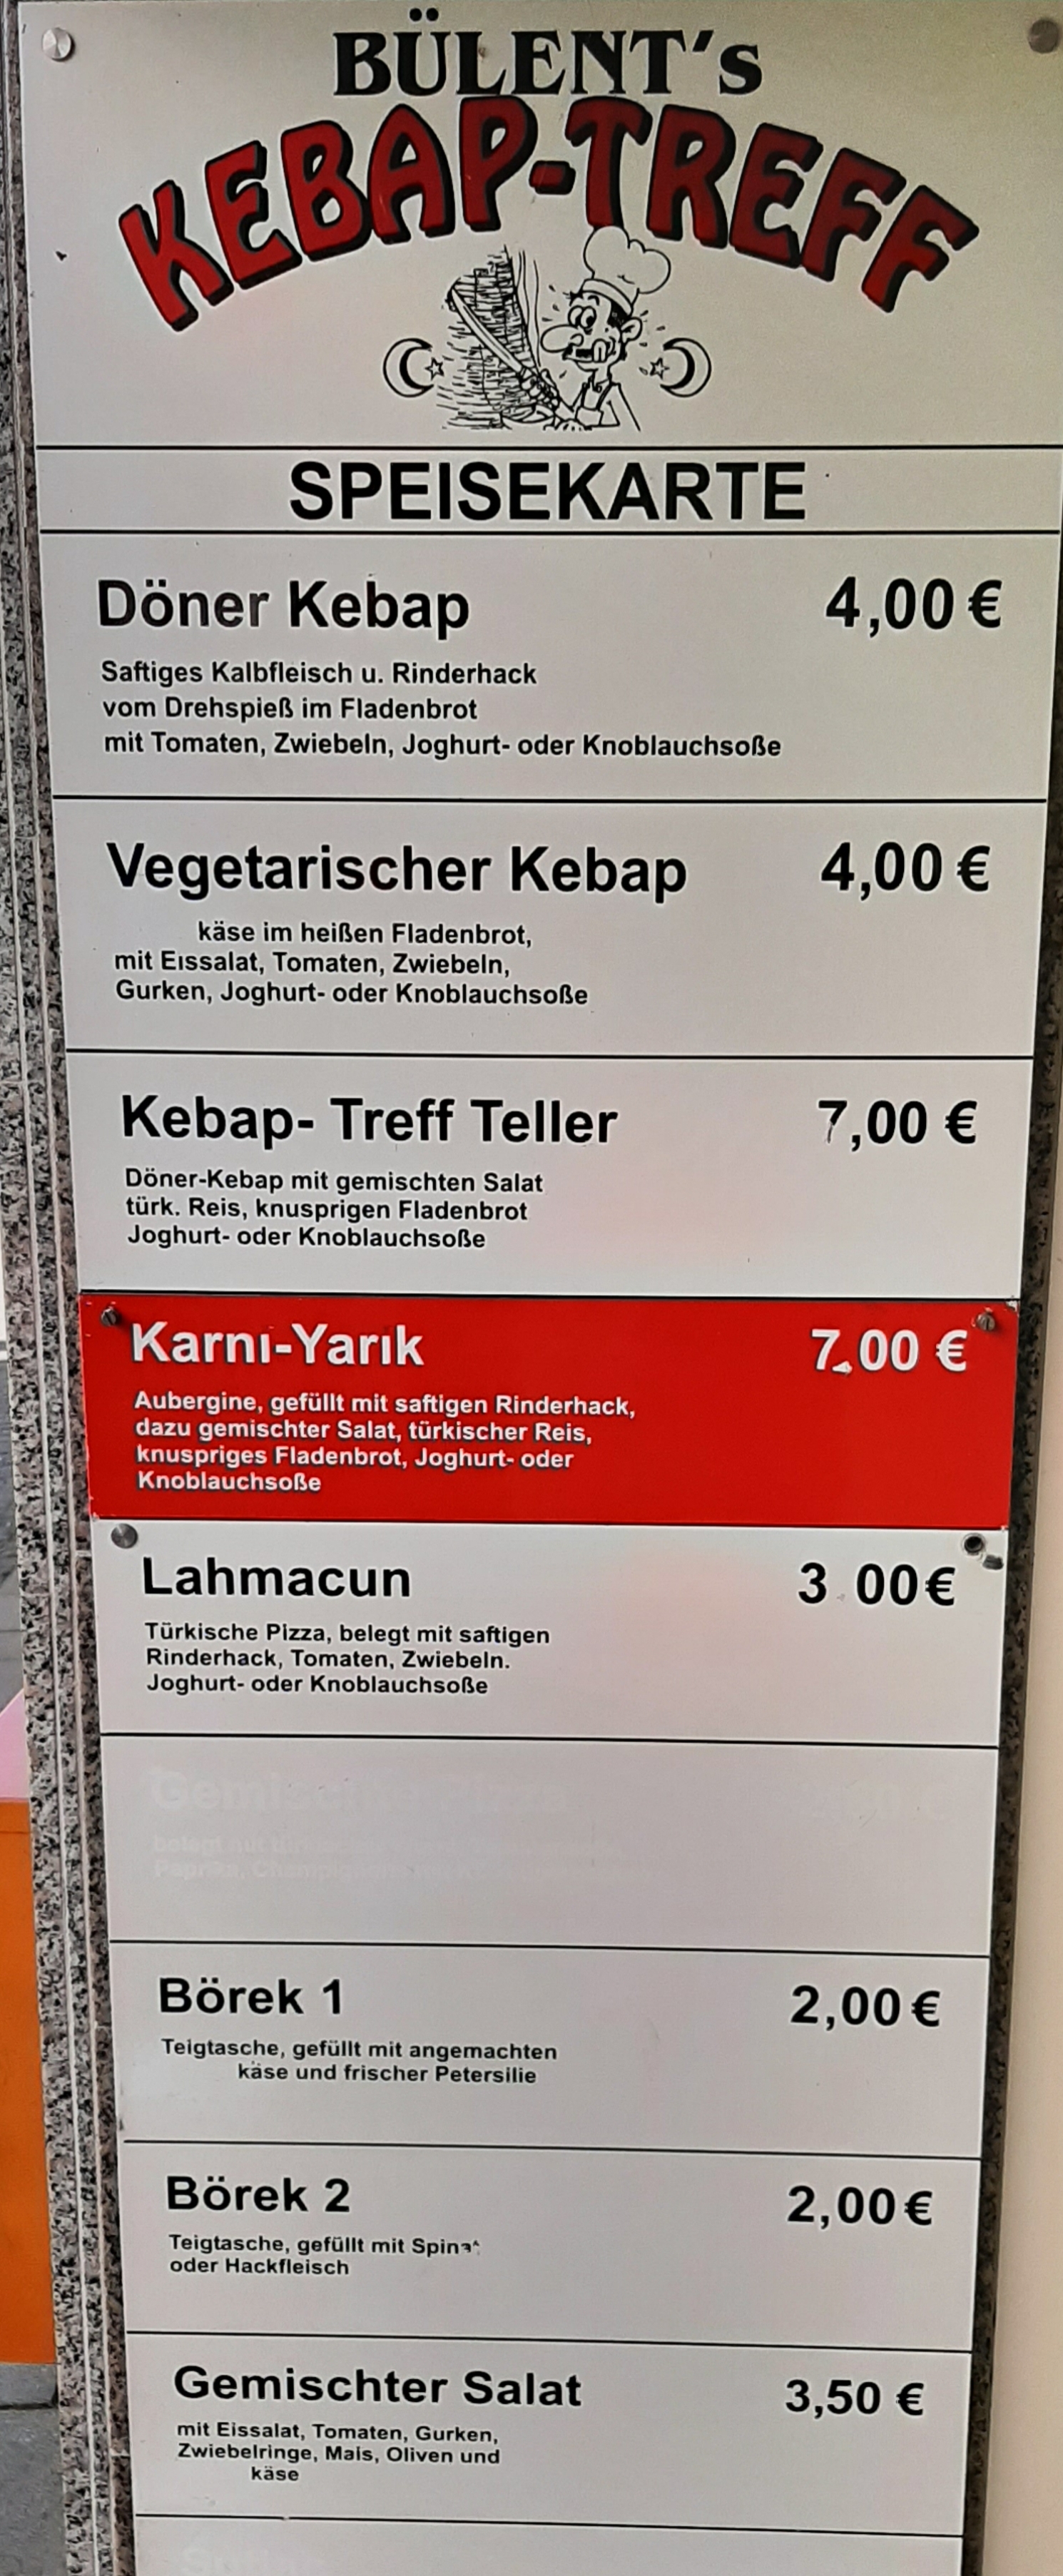 BÜLENT's
KEBAP-TREFF
SPEISEKARTE
Döner Kebap 4,00 €
Saftiges Kalbfleisch u. Rinderhack
vom Drehspieß im Fladenbrot
mit Tomaten, Zwiebeln, Joghurt- oder Knoblauchsoße
Vegetarischer Kebap 4,00 €
käse im heißen Fladenbrot,
mit Eissalat, Tomaten, Zwiebeln,
Gurken, Joghurt- oder Knoblauchsoße
Kebap- Treff Teller 7,00 €
Döner-Kebap mit gemischten Salat
türk. Reis, knusprigen Fladenbrot
Joghurt- oder Knoblauchsoße
Karnı-Yarık 7,00 €
Aubergine, gefüllt mit saftigen Rinderhack,
dazu gemischter Salat, türkischer Reis,
knuspriges Fladenbrot, Joghurt- oder
Knoblauchsoße
Lahmacun 3 00 €
Türkische Pizza, belegt mit saftigen
Rinderhack, Tomaten, Zwiebeln.
Joghurt- oder Knoblauchsoße
Börek 1 2,00 €
Teigtasche, gefüllt mit angemachten
käse und frischer Petersilie
Börek 2 2,00 €
Teigtasche, gefüllt mit Spinat
oder Hackfleisch
Gemischter Salat 3,50 €
mit Eissalat, Tomaten, Gurken,
Zwiebelringe, Mais, Oliven und
käse